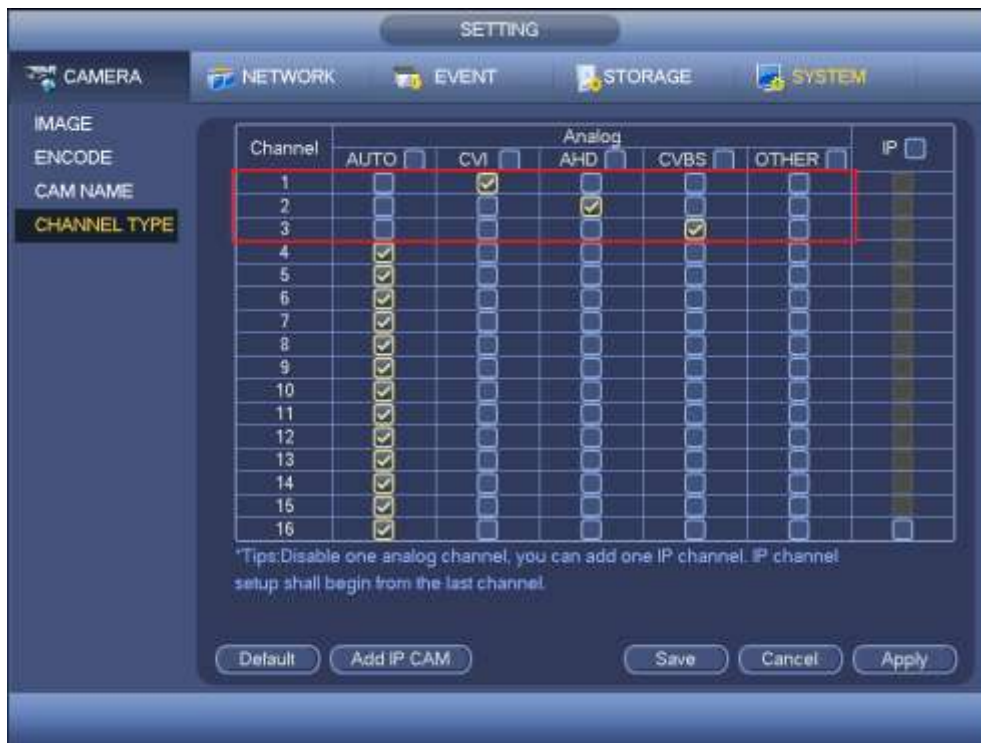 SETTING
CAMERA NETWORK EVENT STORAGE SYSTEM
IMAGE
ENCODE
CAM NAME
CHANNEL TYPE
Channel Analog IP
AUTO CVI AHD CVBS OTHER
1
2
3
4
5
6
7
8
9
10
11
12
13
14
15
16
*Tips:Disable one analog channel, you can add one IP channel. IP channel
setup shall begin from the last channel.
Default Add IP CAM Save Cancel Apply